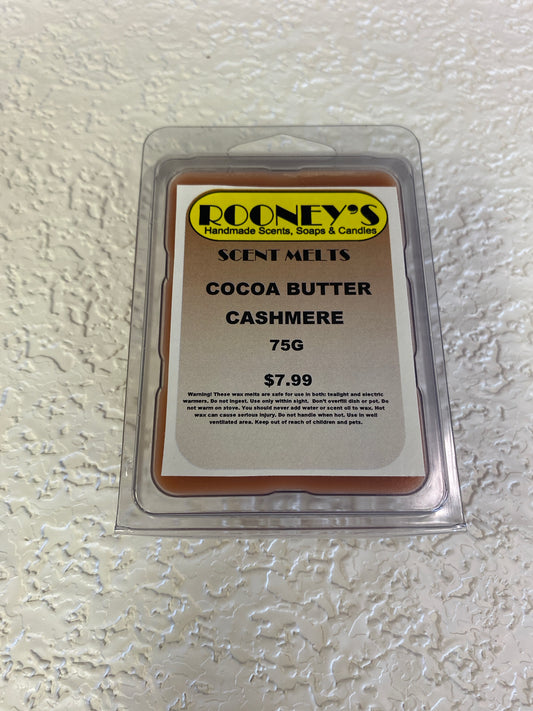 ROONEY'S
Handmade Scents, Soaps & Candles
SCENT MELTS
COCOA BUTTER
CASHMERE
75G
$7.99
Warning! These wax melts are safe for use in both: tealight and electric
warmers. Do not ingest. Use only within sight. Don't overfill dish or pot. Do
not warm on stove. You should never add water or scent oil to wax. Hot
wax can cause serious injury. Do not handle when hot. Use in well
ventilated area. Keep out of reach of children and pets.